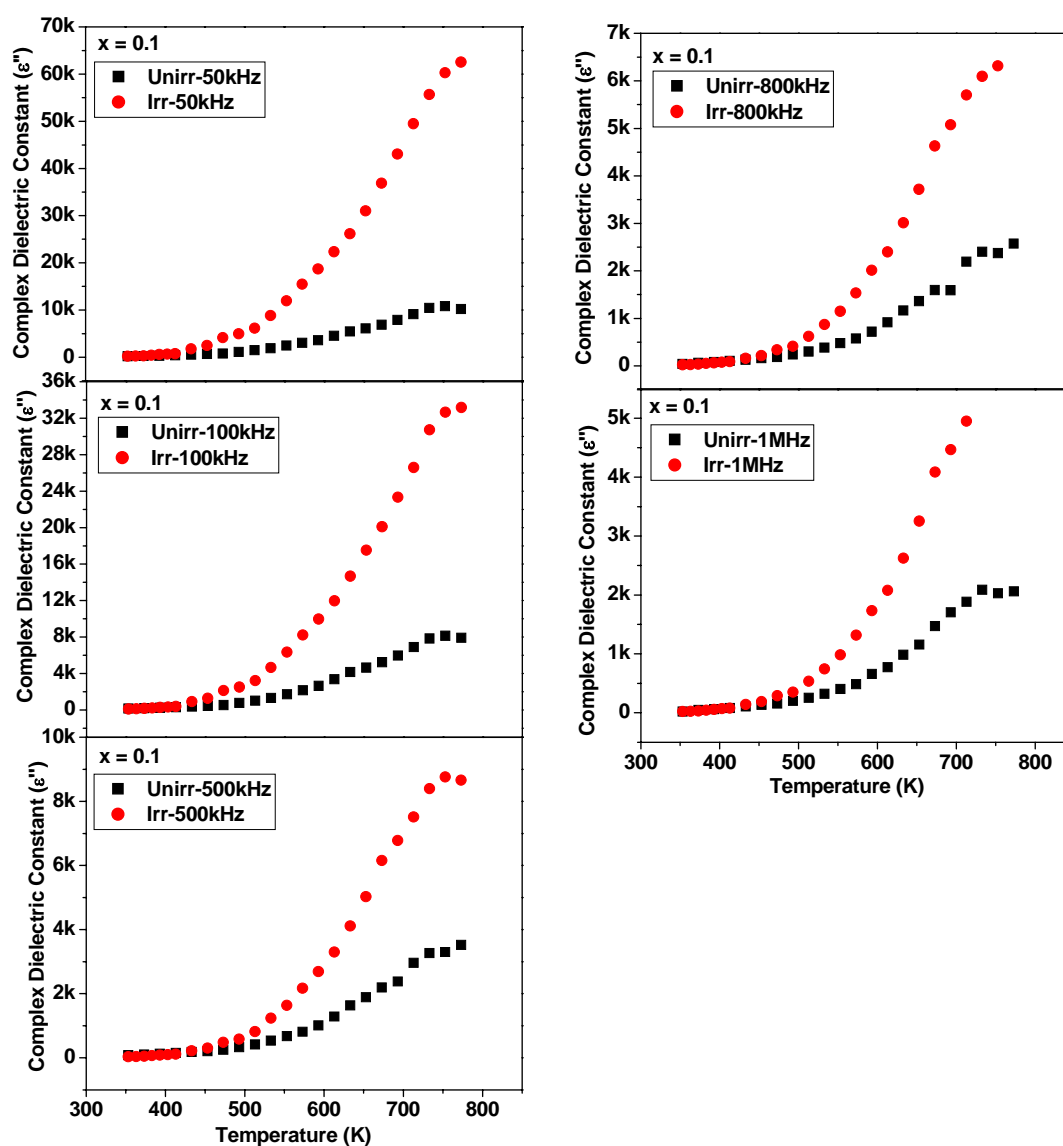 70k
60k
50k
40k
30k
20k
10k
0
Complex Dielectric Constant (ε'')
x = 0.1
Unirr-50kHz
Irr-50kHz
36k
32k
28k
24k
20k
16k
12k
8k
4k
0
Complex Dielectric Constant (ε'')
x = 0.1
Unirr-100kHz
Irr-100kHz
10k
8k
6k
4k
2k
0
Complex Dielectric Constant (ε'')
x = 0.1
Unirr-500kHz
Irr-500kHz
300 400 500 600 700 800
Temperature (K)
7k
6k
5k
4k
3k
2k
1k
0
Complex Dielectric Constant (ε'')
x = 0.1
Unirr-800kHz
Irr-800kHz
5k
4k
3k
2k
1k
0
Complex Dielectric Constant (ε'')
x = 0.1
Unirr-1MHz
Irr-1MHz
300 400 500 600 700 800
Temperature (K)